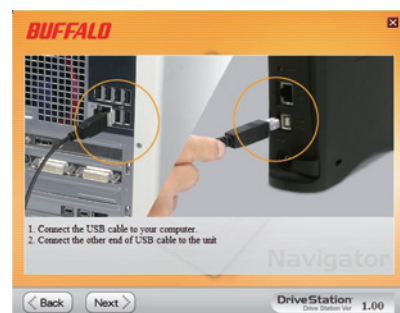 BUFFALO
1. Connect the USB cable to your computer.
2. Connect the other end of USB cable to the unit
Navigator
Back
Next
DriveStation
Drive Station Ver 1.00